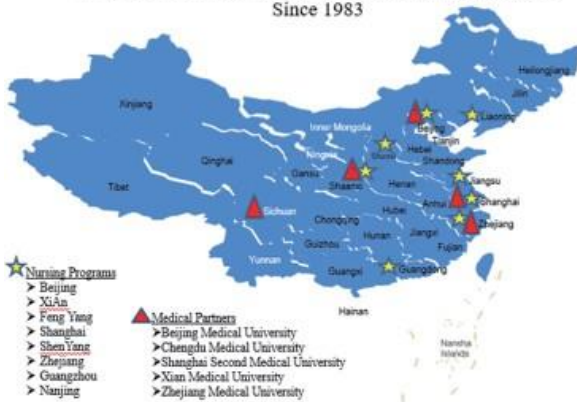 Since 1983
Heilongjiang
Jilin
Xinjiang
Liaoning
Inner Mongolia
Beijing
Tianjin
Hebei
Ningxia
Shanxi
Qinghai
Shandong
Gansu
Shaanxi
Henan
Jiangsu
Tibet
Anhui
Shanghai
Sichuan
Hubei
Zhejiang
Chongqing
Hunan
Jiangxi
Guizhou
Fujian
Yunnan
Guangxi
Guangdong
Hainan
Nansha
Islands
Nursing Programs
➤ Beijing
➤ XiAn
➤ Feng Yang
➤ Shanghai
➤ ShenYang
➤ Zhejiang
➤ Guangzhou
➤ Nanjing
Medical Partners
➤Beijing Medical University
➤Chengdu Medical University
➤Shanghai Second Medical University
➤Xian Medical University
➤Zhejiang Medical University